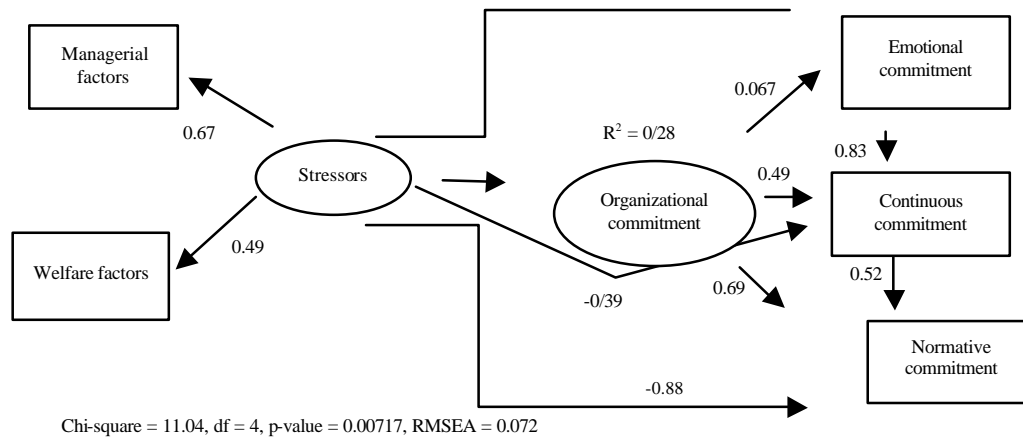 Managerial
factors
Emotional
commitment
0.067
0.67
R² = 0/28
0.83
Stressors
0.49
Organizational
commitment
Continuous
commitment
0.49
Welfare factors
0.69
0.52
-0/39
Normative
commitment
-0.88
Chi-square = 11.04, df = 4, p-value = 0.00717, RMSEA = 0.072